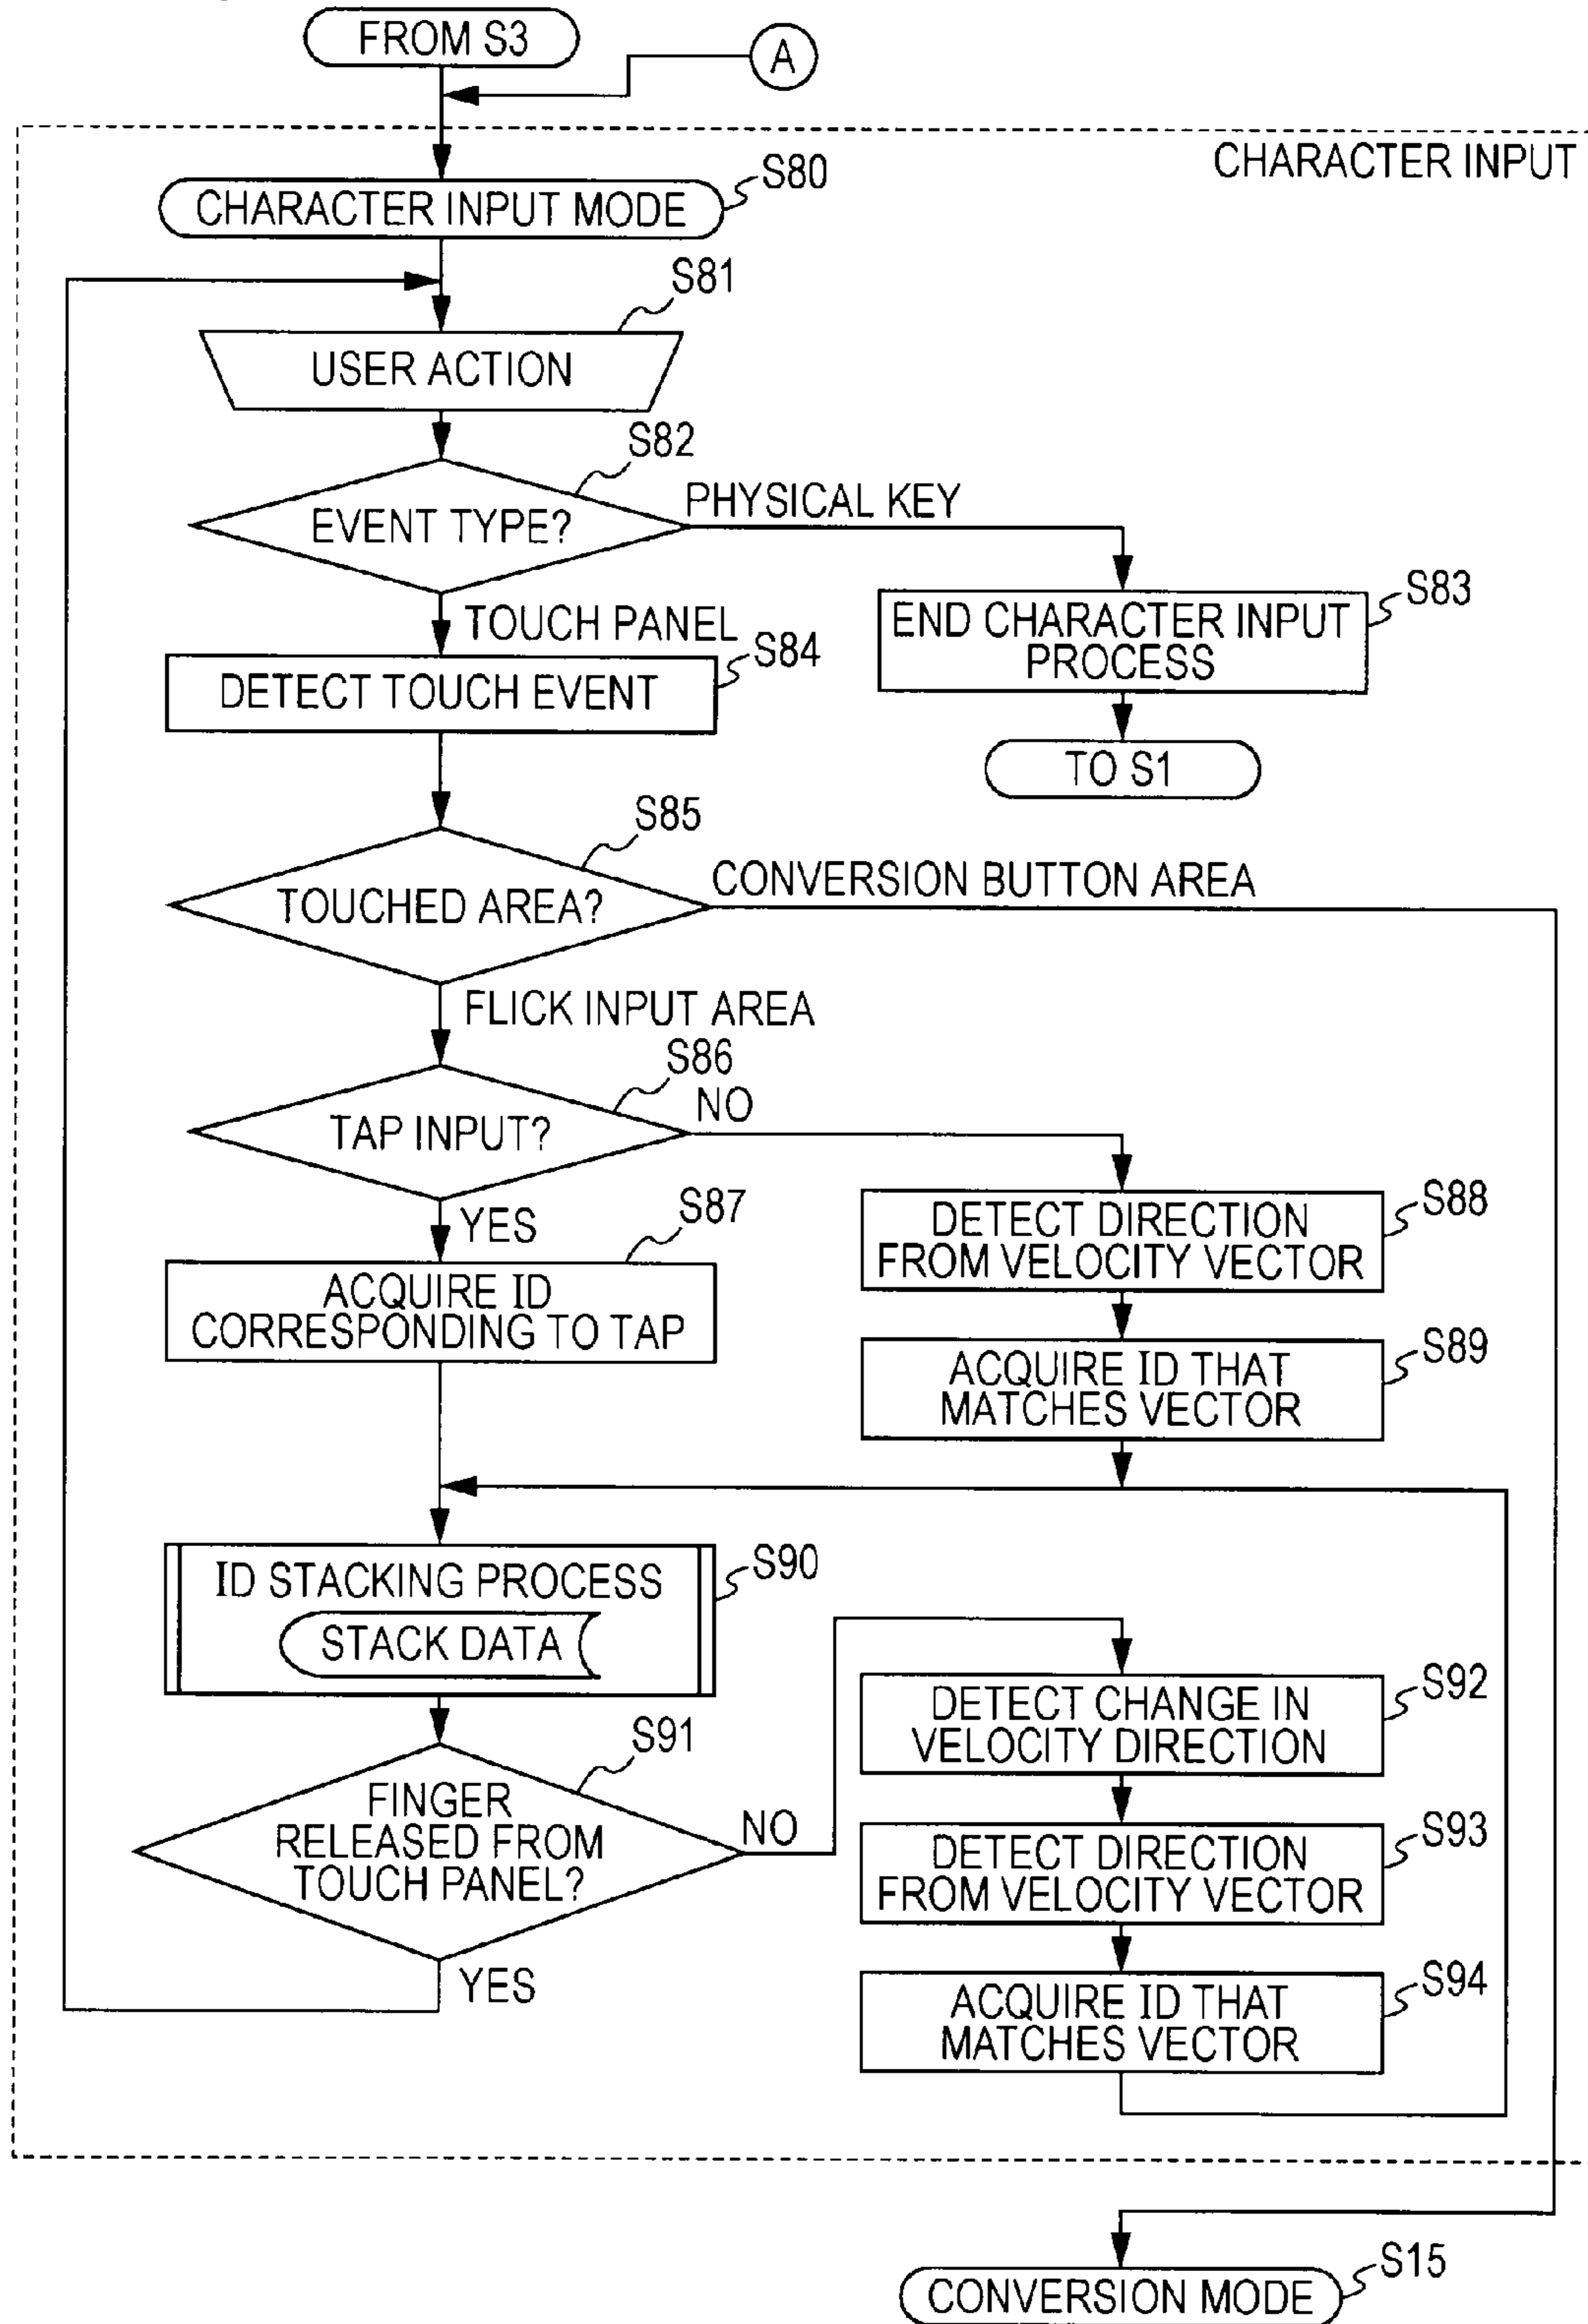 FROM S3
A
CHARACTER INPUT
S80
CHARACTER INPUT MODE
S81
USER ACTION
S82
EVENT TYPE?
PHYSICAL KEY
S83
END CHARACTER INPUT
PROCESS
TO S1
TOUCH PANEL
S84
DETECT TOUCH EVENT
S85
TOUCHED AREA?
CONVERSION BUTTON AREA
FLICK INPUT AREA
S86
TAP INPUT?
NO
YES
S87
ACQUIRE ID
CORRESPONDING TO TAP
S88
DETECT DIRECTION
FROM VELOCITY VECTOR
S89
ACQUIRE ID THAT
MATCHES VECTOR
S90
ID STACKING PROCESS
STACK DATA
S91
FINGER
RELEASED FROM
TOUCH PANEL?
NO
YES
S92
DETECT CHANGE IN
VELOCITY DIRECTION
S93
DETECT DIRECTION
FROM VELOCITY VECTOR
S94
ACQUIRE ID THAT
MATCHES VECTOR
S15
CONVERSION MODE